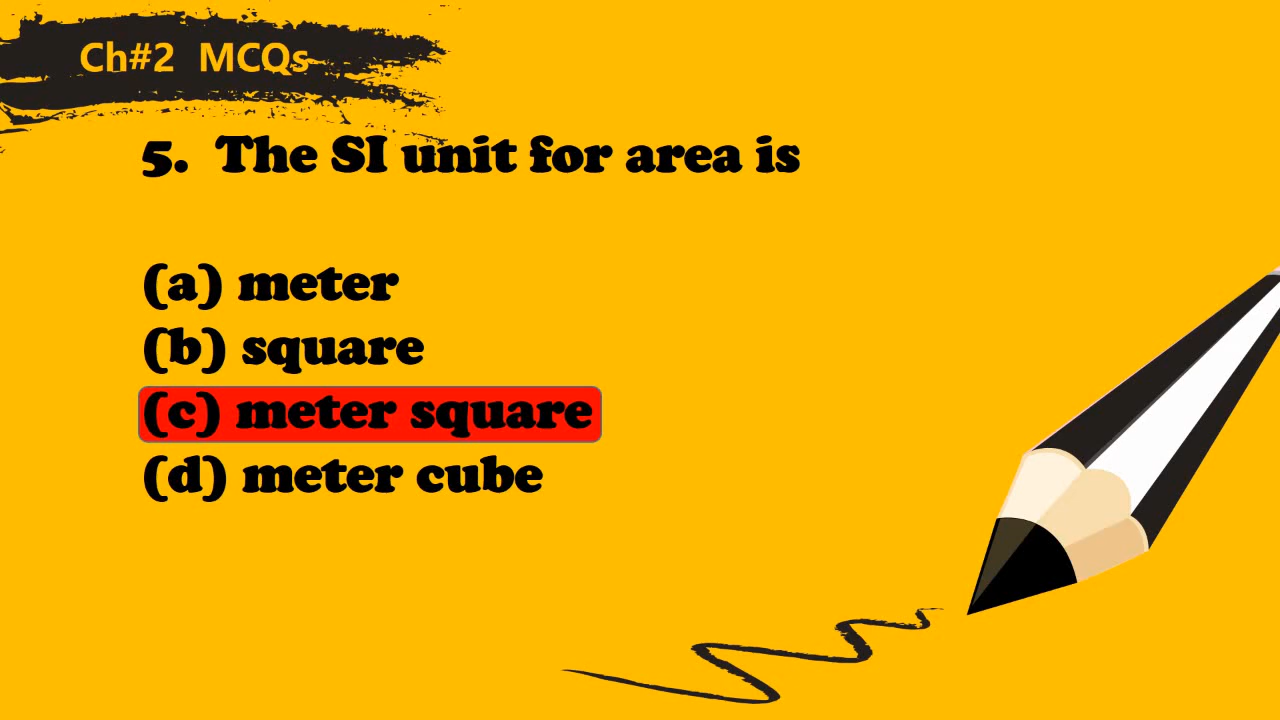 Ch#2 MCQs
5. The SI unit for area is
(a) meter
(b) square
(c) meter square
(d) meter cube